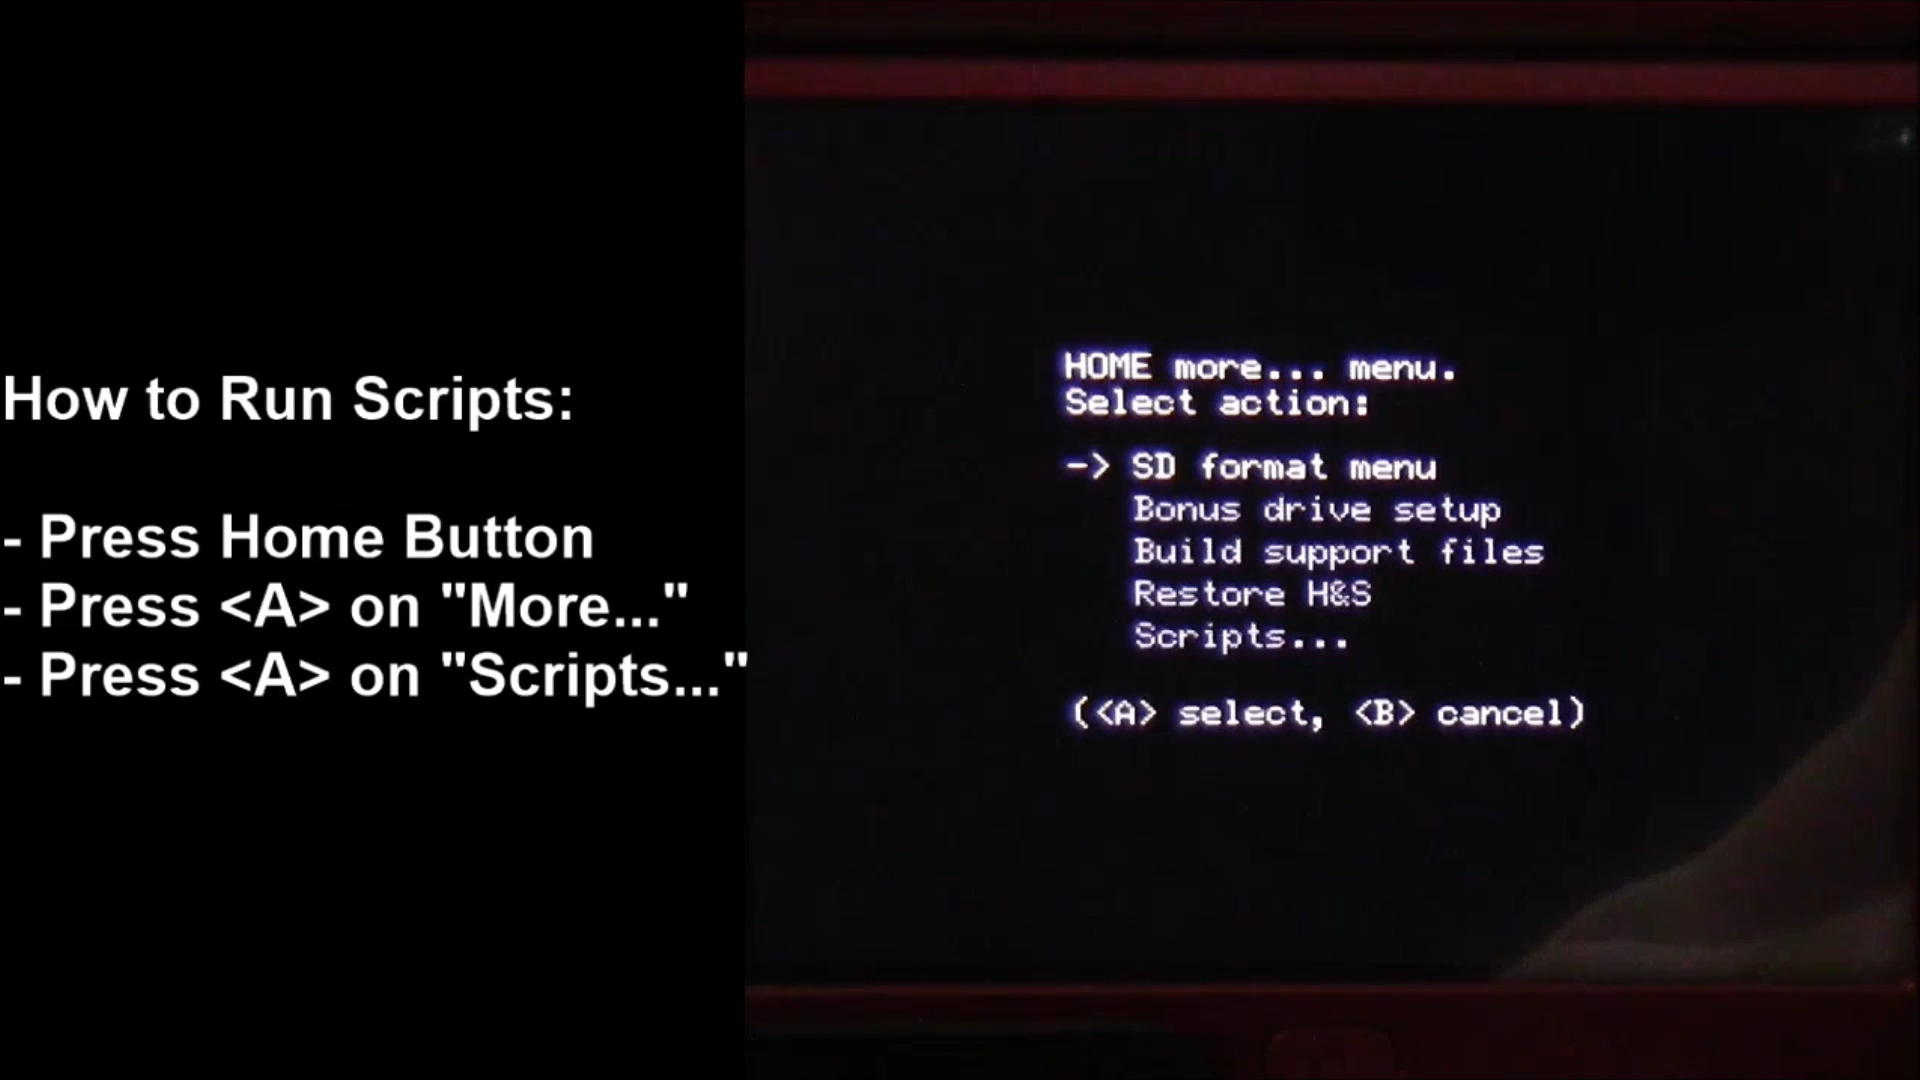 How to Run Scripts:
- Press Home Button
- Press <A> on "More..."
- Press <A> on "Scripts..."
HOME more... menu.
Select action:
-> SD format menu
Bonus drive setup
Build support files
Restore H&S
Scripts...
(<A> select, <B> cancel)